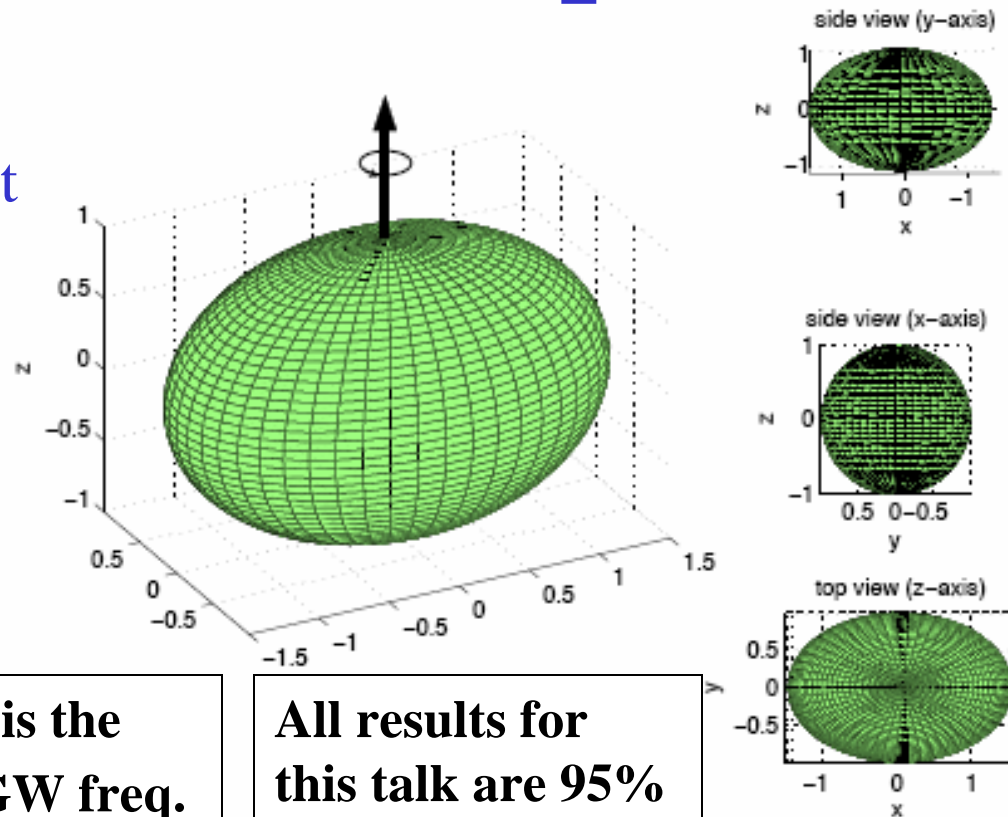 t
side view (y−axis)
1
0
−1
z
1 0 −1
x
1
0.5
0
−0.5
−1
z
0.5
0
−0.5
−1.5
−1
−0.5
0
0.5
1
1.5
side view (x−axis)
1
0
−1
z
0.5 0 −0.5
y
top view (z−axis)
0.5
0
−0.5
y
−1 0 1
x
is the
GW freq.
All results for
this talk are 95%